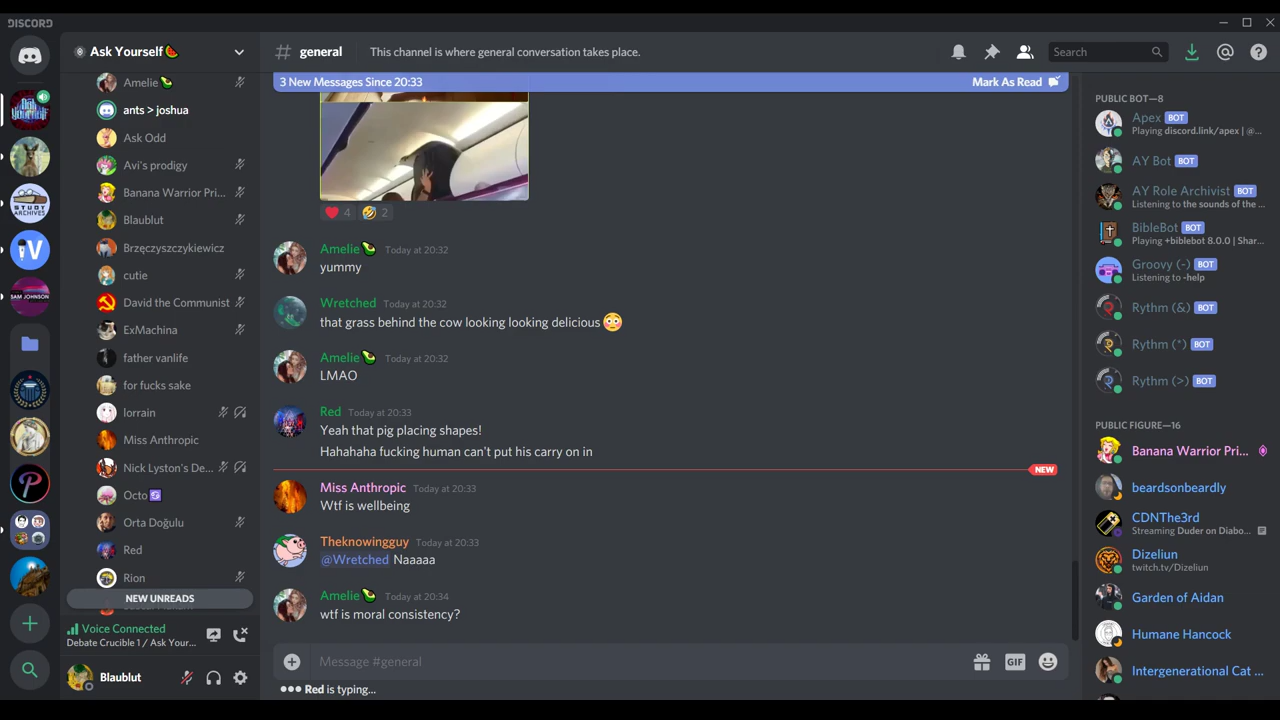 DISCORD
Ask Yourself🍉
# general
This channel is where general conversation takes place.
Search
3 New Messages Since 20:33
Mark As Read
SAM JOHNSON
STUDY
ARCHIVES
V
Amelie🥑
ants > joshua
Ask Odd
Avi's prodigy
Banana Warrior Pri...
Blaublut
Brzęczyszczykiewicz
cutie
David the Communist
ExMachina
father vanlife
for fucks sake
lorrain
Miss Anthropic
Nick Lyston's De...
Octo
Orta Doğulu
Red
Rion
NEW UNREADS
Voice Connected
Debate Crucible 1 / Ask Your...
Blaublut
❤️ 4 🤣 2
Amelie🥑 Today at 20:32
yummy
Wretched Today at 20:32
that grass behind the cow looking looking delicious 😳
Amelie🥑 Today at 20:32
LMAO
Red Today at 20:33
Yeah that pig placing shapes!
Hahahaha fucking human can't put his carry on in
NEW
Miss Anthropic Today at 20:33
Wtf is wellbeing
Theknowingguy Today at 20:33
@Wretched Naaaaa
Amelie🥑 Today at 20:34
wtf is moral consistency?
Message #general
GIF
Red is typing...
PUBLIC BOT—8
Apex BOT
Playing discord.link/apex | @...
AY Bot BOT
AY Role Archivist BOT
Listening to the sounds of the ...
BibleBot BOT
Playing +biblebot 8.0.0 | Shar...
Groovy (-) BOT
Listening to -help
Rythm (&) BOT
Rythm (*) BOT
Rythm (>) BOT
PUBLIC FIGURE—16
Banana Warrior Pri...
beardsonbeardly
CDNThe3rd
Streaming Duder on Diabo...
Dizeliun
twitch.tv/Dizeliun
Garden of Aidan
Humane Hancock
Intergenerational Cat ...